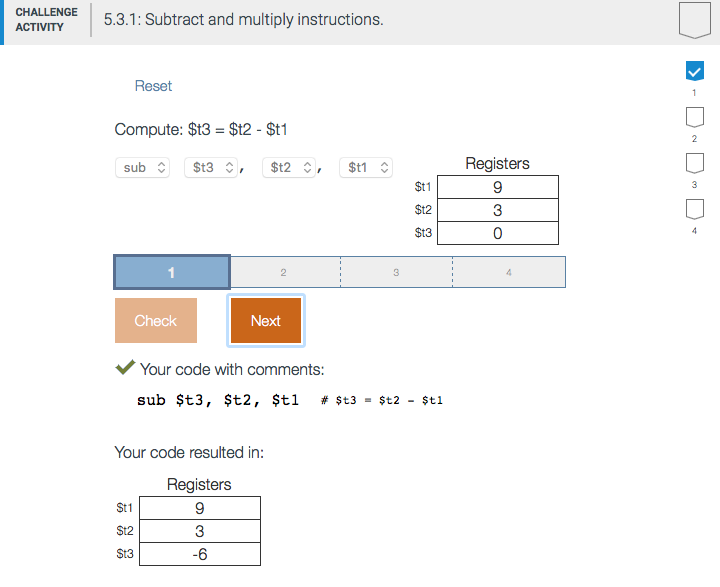 CHALLENGE ACTIVITY
5.3.1: Subtract and multiply instructions.
Reset
1
2
3
4
Compute: $t3 = $t2 - $t1
sub $t3 , $t2 , $t1
Registers
$t1 9
$t2 3
$t3 0
1 2 3 4
Check Next
Your code with comments:
sub $t3, $t2, $t1 # $t3 = $t2 - $t1
Your code resulted in:
Registers
$t1 9
$t2 3
$t3 -6